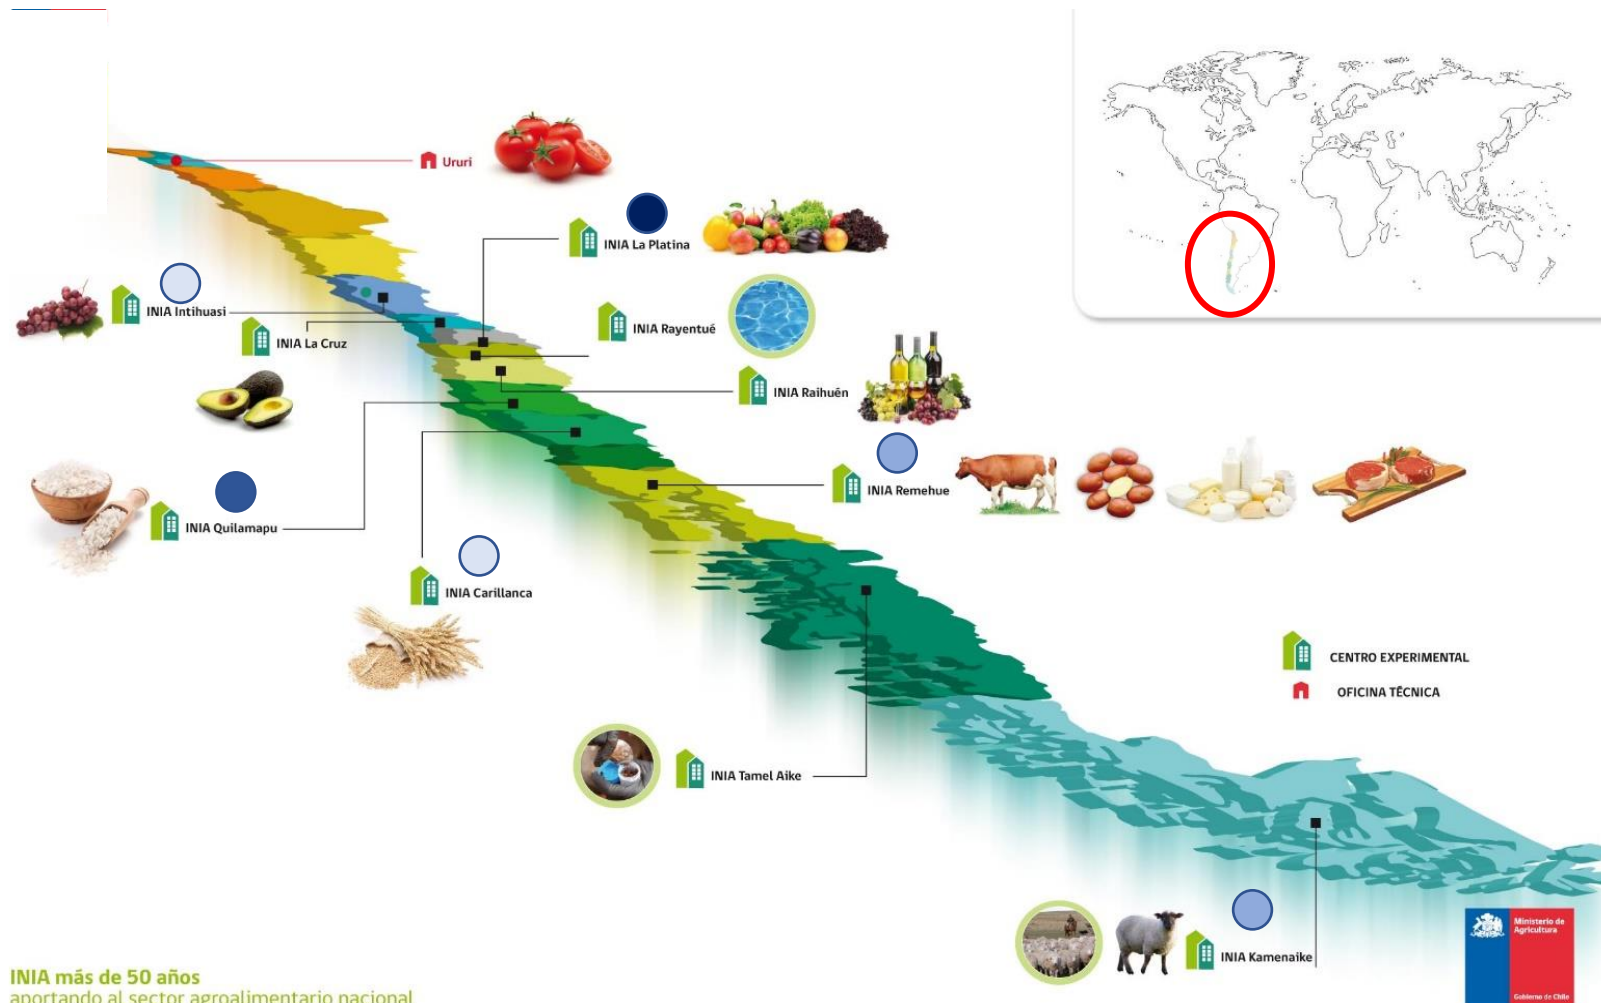 Ururi
INIA La Platina
INIA Intihuasi
INIA Rayentué
INIA La Cruz
INIA Raihuén
INIA Remehue
INIA Quilamapu
INIA Carillanca
CENTRO EXPERIMENTAL
OFICINA TÉCNICA
INIA Tamel Aike
INIA Kamenaike
Ministerio de
Agricultura
Gobierno de Chile
INIA más de 50 años
aportando al sector agroalimentario nacional